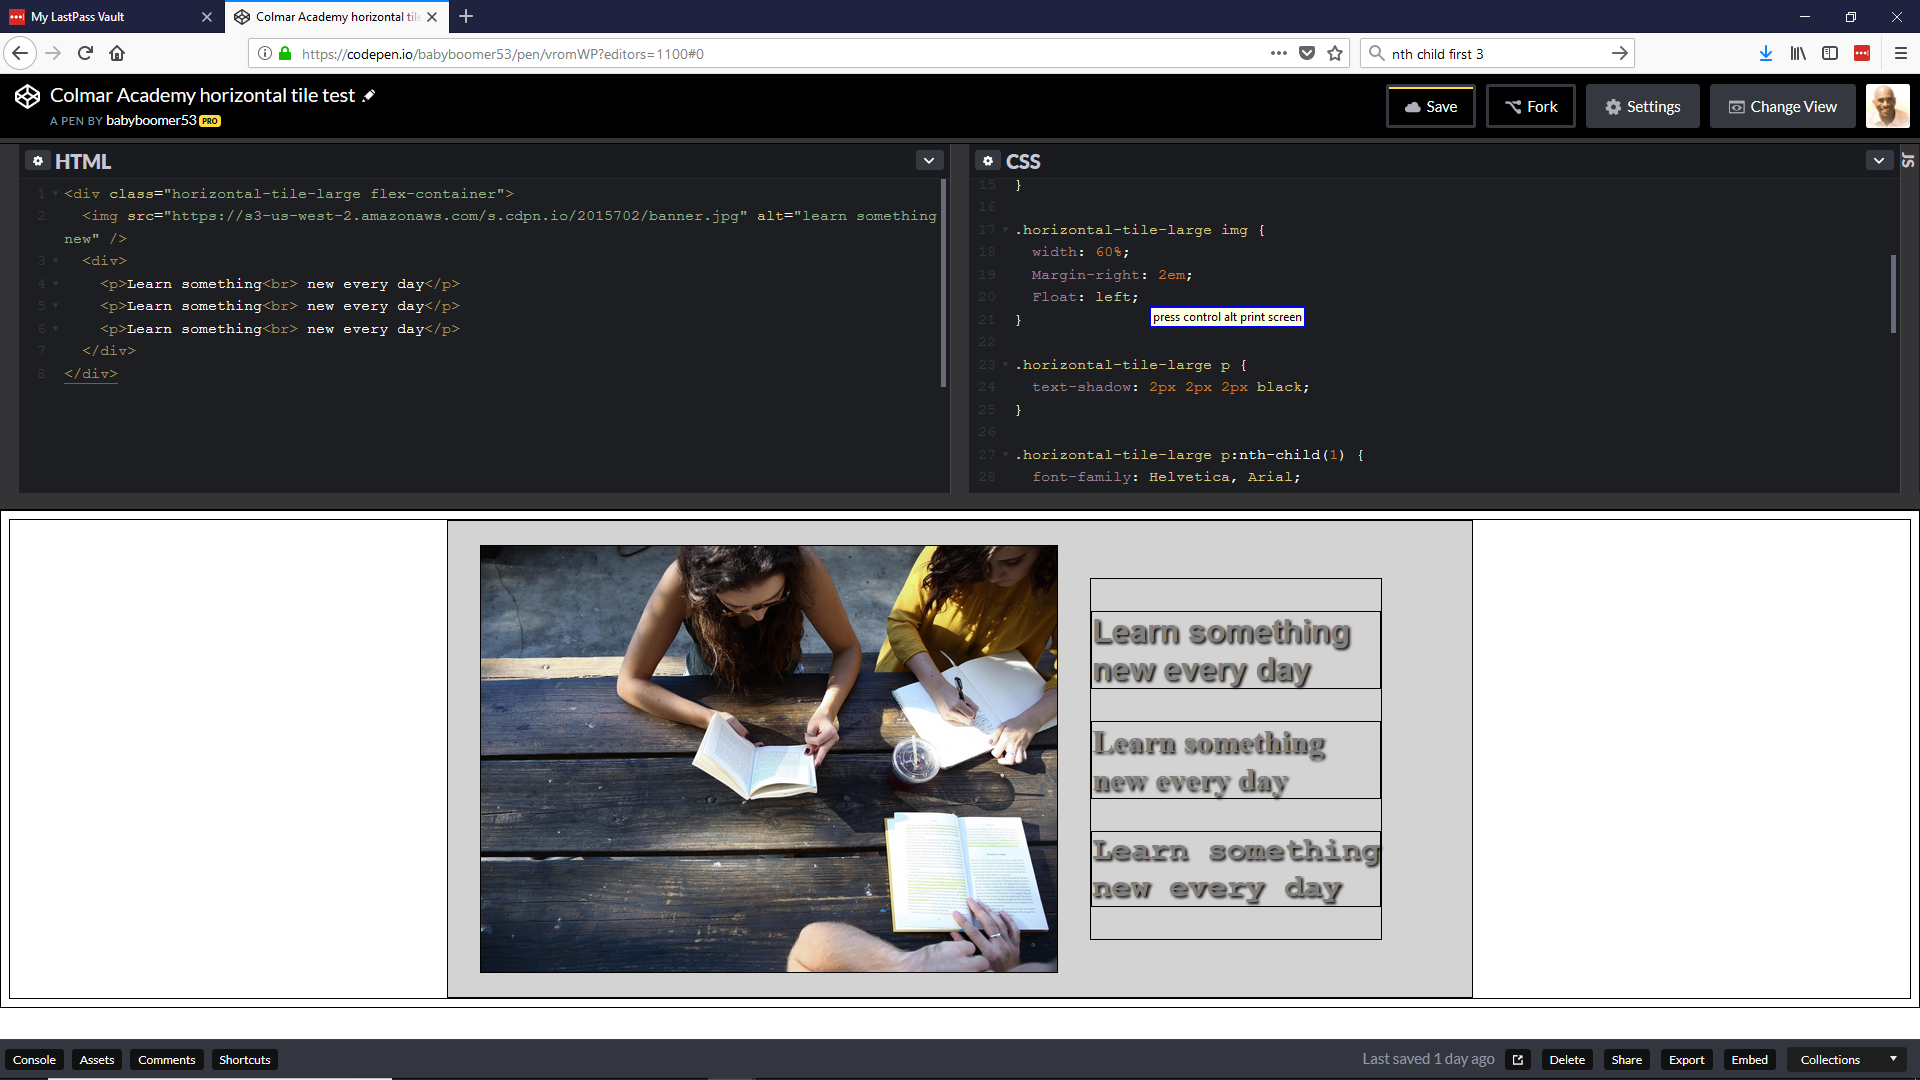 My LastPass Vault
Colmar Academy horizontal tile
https://codepen.io/babyboomer53/pen/vromWP?editors=1100#0
nth child first 3
Colmar Academy horizontal tile test
A PEN BY babyboomer53 PRO
Save
Fork
Settings
Change View
HTML
1 <div class="horizontal-tile-large flex-container">
2 <img src="https://s3-us-west-2.amazonaws.com/s.cdpn.io/2015702/banner.jpg" alt="learn something
new" />
3 <div>
4 <p>Learn something<br> new every day</p>
5 <p>Learn something<br> new every day</p>
6 <p>Learn something<br> new every day</p>
7 </div>
8 </div>
CSS
JS
15 }
16
17 .horizontal-tile-large img {
18 width: 60%;
19 Margin-right: 2em;
20 Float: left;
press control alt print screen
21 }
22
23 .horizontal-tile-large p {
24 text-shadow: 2px 2px 2px black;
25 }
26
27 .horizontal-tile-large p:nth-child(1) {
28 font-family: Helvetica, Arial;
Learn something
new every day
Learn something
new every day
Learn something
new every day
Console
Assets
Comments
Shortcuts
Last saved 1 day ago
Delete
Share
Export
Embed
Collections